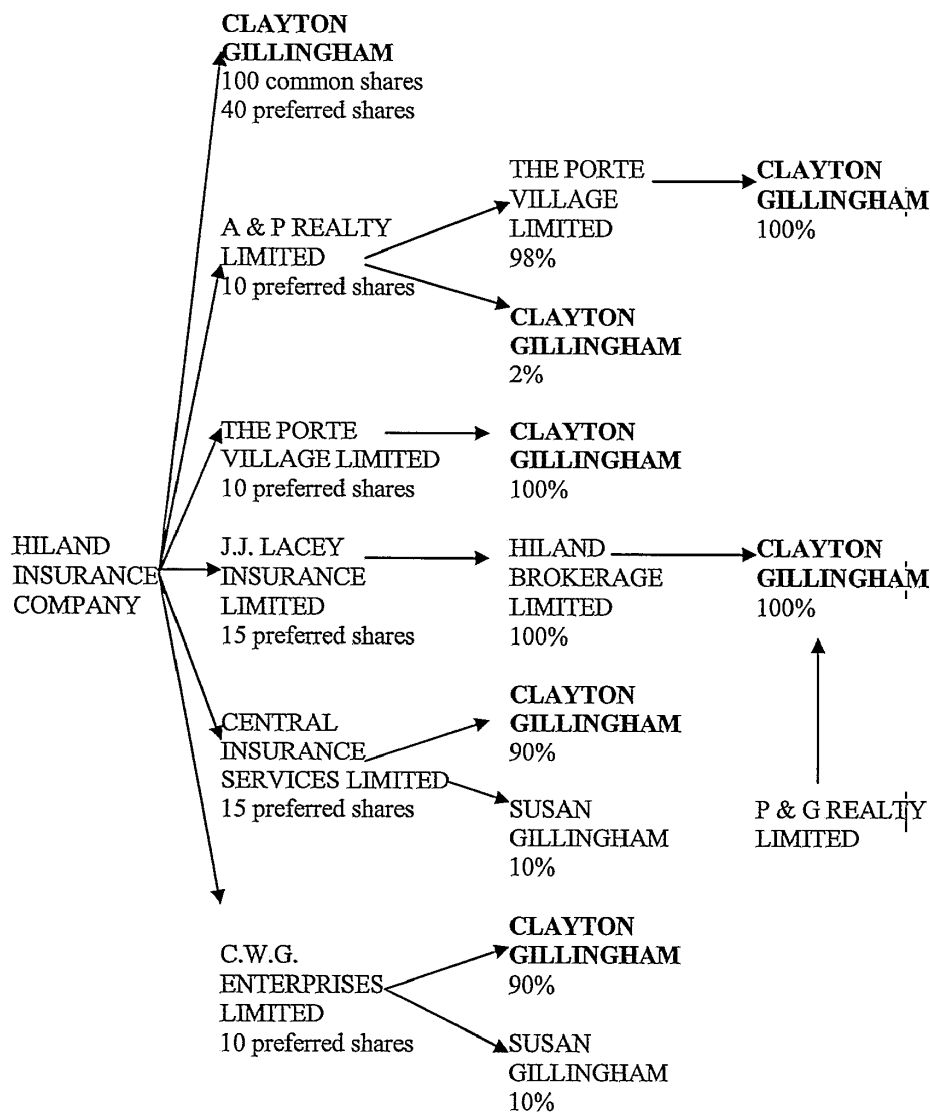 CLAYTON
GILLINGHAM
100 common shares
40 preferred shares
A & P REALTY
LIMITED
10 preferred shares
THE PORTE
VILLAGE
LIMITED
98%
CLAYTON
GILLINGHAM
100%
CLAYTON
GILLINGHAM
2%
THE PORTE
VILLAGE LIMITED
10 preferred shares
CLAYTON
GILLINGHAM
100%
HILAND
INSURANCE
COMPANY
J.J. LACEY
INSURANCE
LIMITED
15 preferred shares
HILAND
BROKERAGE
LIMITED
100%
CLAYTON
GILLINGHAM
100%
CENTRAL
INSURANCE
SERVICES LIMITED
15 preferred shares
CLAYTON
GILLINGHAM
90%
SUSAN
GILLINGHAM
10%
P & G REALTY
LIMITED
C.W.G.
ENTERPRISES
LIMITED
10 preferred shares
CLAYTON
GILLINGHAM
90%
SUSAN
GILLINGHAM
10%